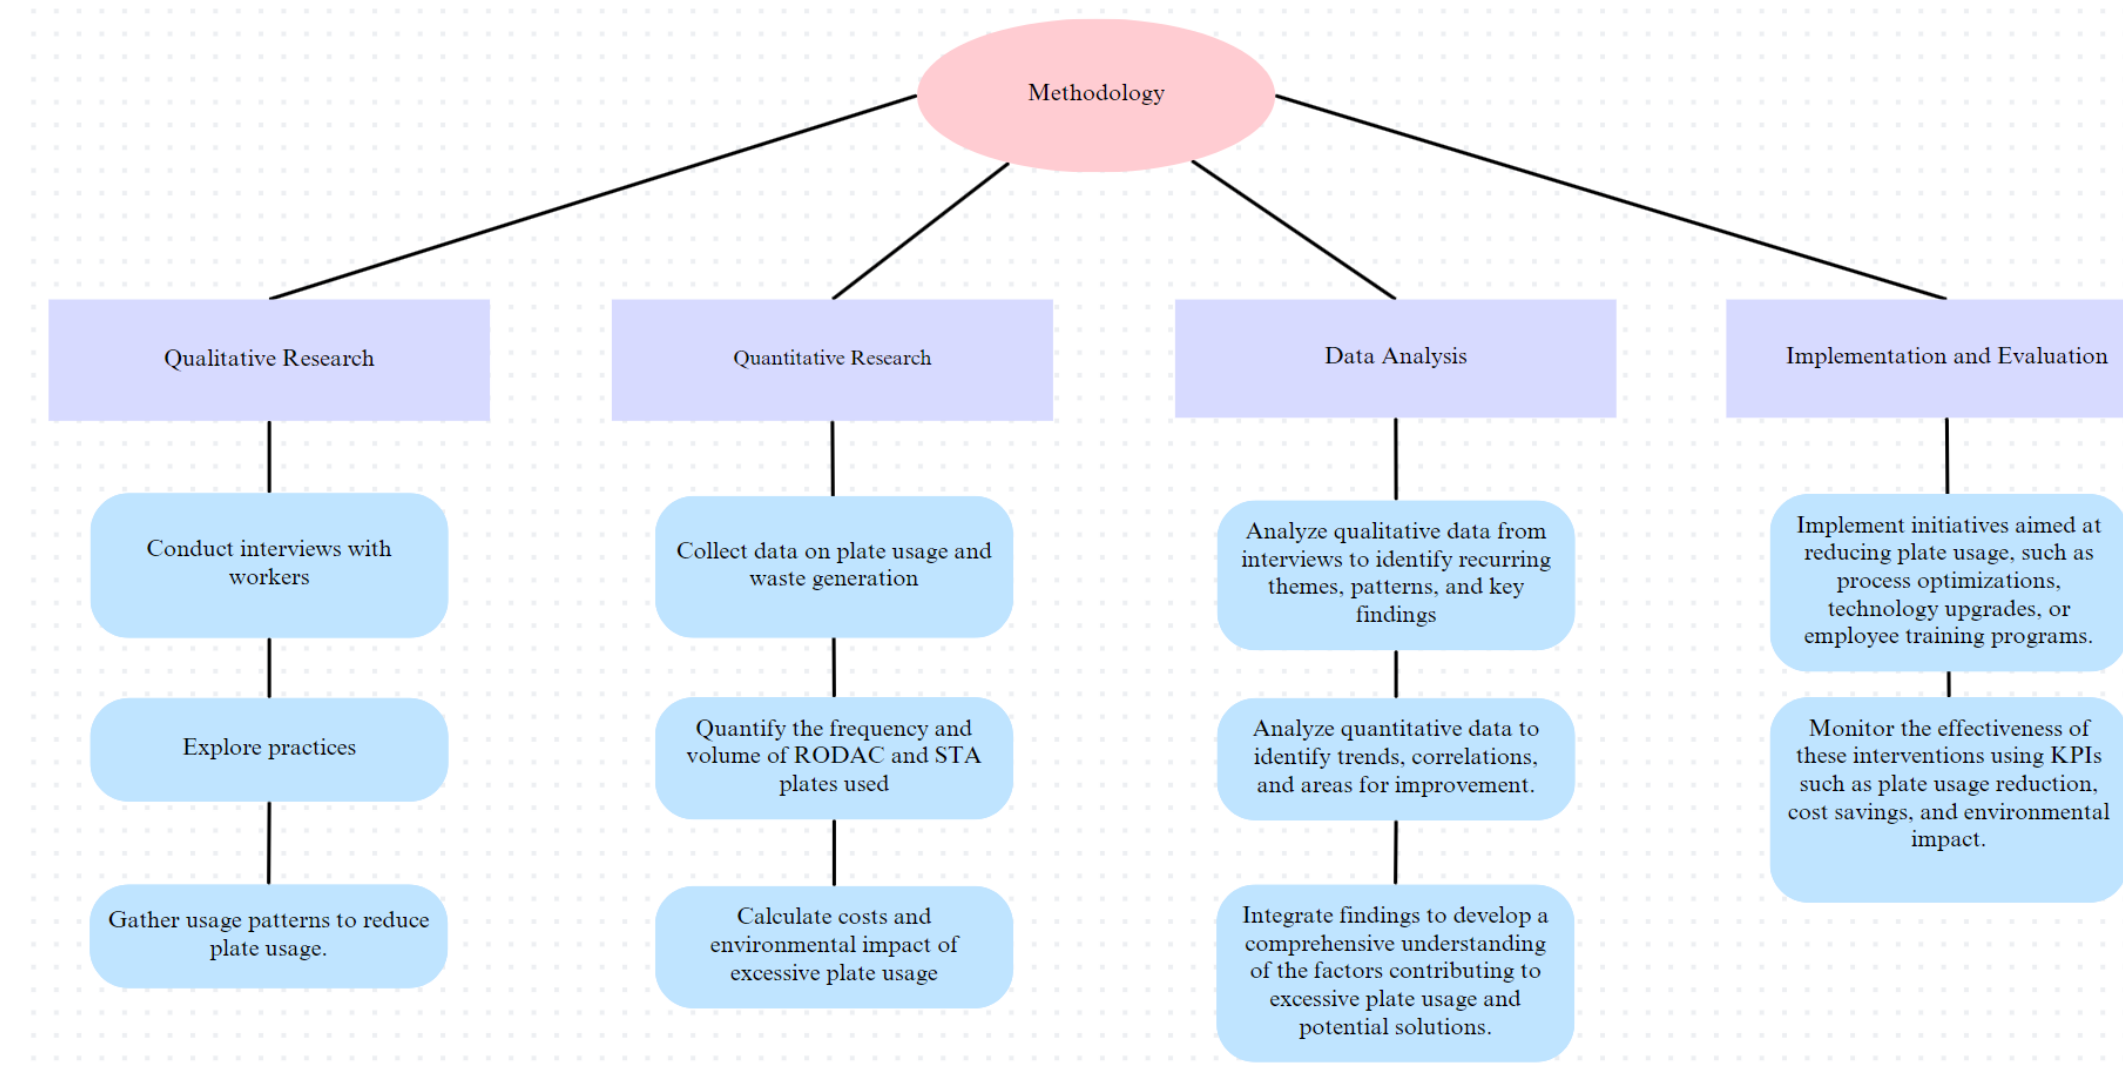 Methodology
Qualitative Research
Conduct interviews with
workers
Explore practices
Gather usage patterns to reduce
plate usage.
Quantitative Research
Collect data on plate usage and
waste generation
Quantify the frequency and
volume of RODAC and STA
plates used
Calculate costs and
environmental impact of
excessive plate usage
Data Analysis
Analyze qualitative data from
interviews to identify recurring
themes, patterns, and key
findings
Analyze quantitative data to
identify trends, correlations,
and areas for improvement.
Integrate findings to develop a
comprehensive understanding
of the factors contributing to
excessive plate usage and
potential solutions.
Implementation and Evaluation
Implement initiatives aimed at
reducing plate usage, such as
process optimizations,
technology upgrades, or
employee training programs.
Monitor the effectiveness of
these interventions using KPIs
such as plate usage reduction,
cost savings, and environmental
impact.